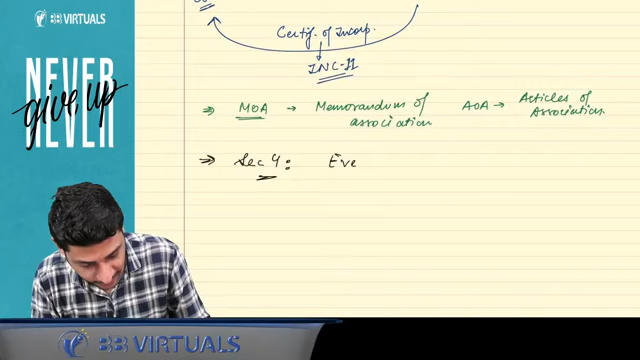 BB VIRTUALS
NEVER
give up
NEVER
Certif. of Incorp.
INC-11
⇒ MOA → Memorandum of association AOA → Articles of Association
⇒ Sec 4: Eve
BB VIRTUALS